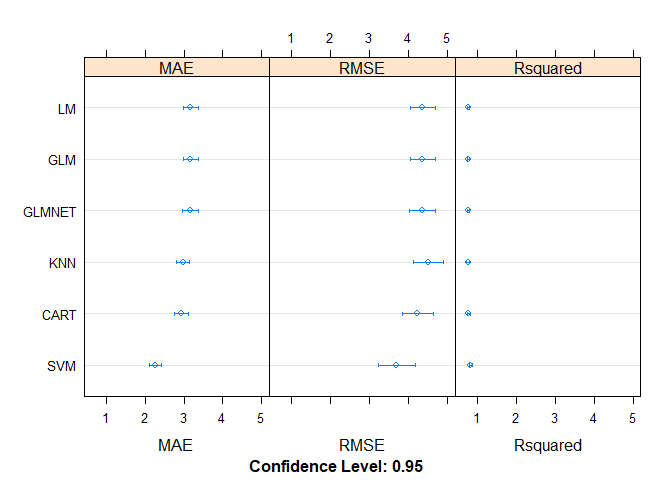 1 2 3 4 5
MAE RMSE Rsquared
LM
GLM
GLMNET
KNN
CART
SVM
1 2 3 4 5 1 2 3 4 5
MAE RMSE Rsquared
Confidence Level: 0.95